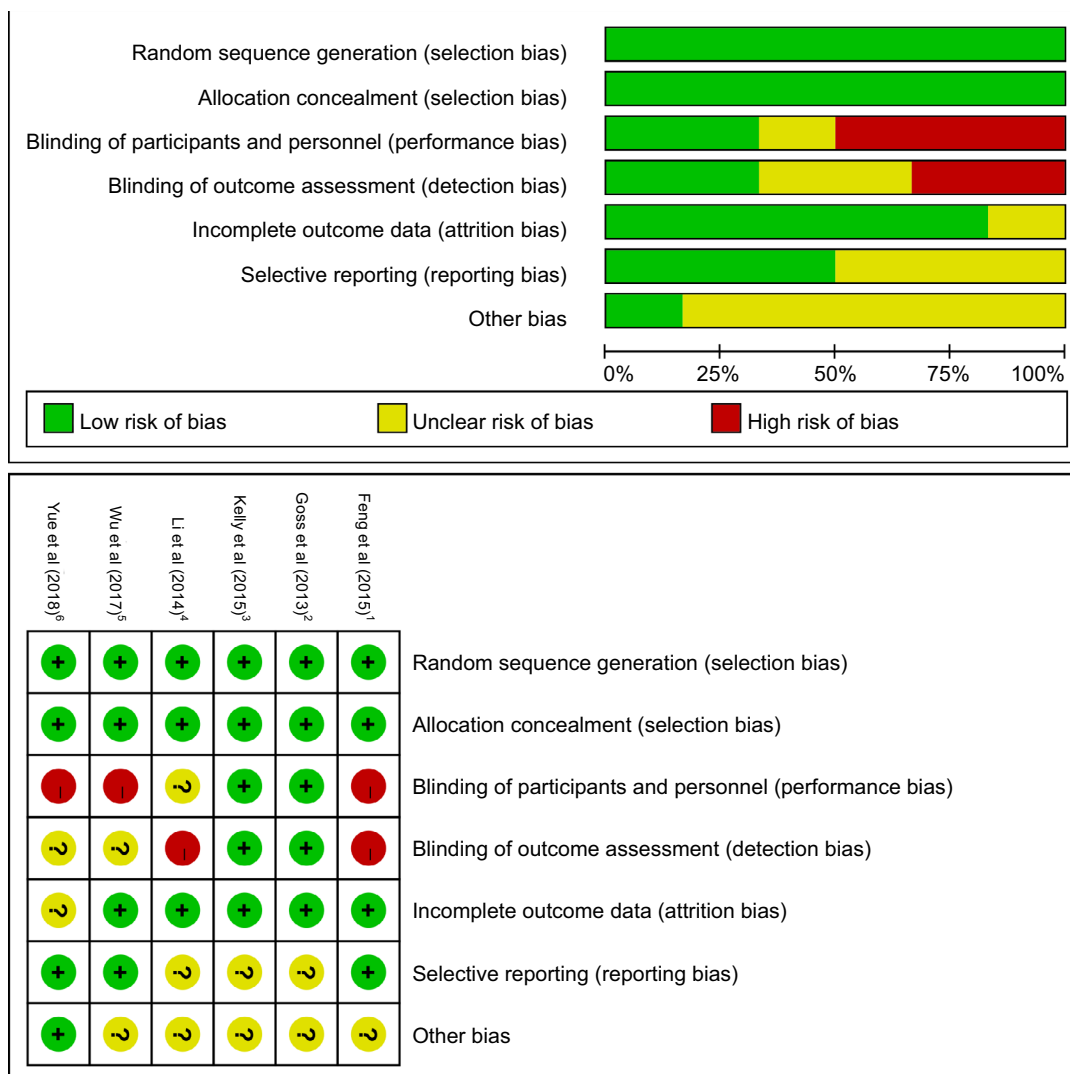 Random sequence generation (selection bias)
Allocation concealment (selection bias)
Blinding of participants and personnel (performance bias)
Blinding of outcome assessment (detection bias)
Incomplete outcome data (attrition bias)
Selective reporting (reporting bias)
Other bias
0% 25% 50% 75% 100%
Low risk of bias Unclear risk of bias High risk of bias
Yue et al (2018)⁶
Wu et al (2017)⁵
Li et al (2014)⁴
Kelly et al (2015)³
Goss et al (2013)²
Feng et al (2015)¹
+ + + + + + Random sequence generation (selection bias)
+ + + + + + Allocation concealment (selection bias)
– – ? + + – Blinding of participants and personnel (performance bias)
? ? – + + – Blinding of outcome assessment (detection bias)
? + + + + + Incomplete outcome data (attrition bias)
+ + ? ? ? + Selective reporting (reporting bias)
+ ? ? ? ? ? Other bias